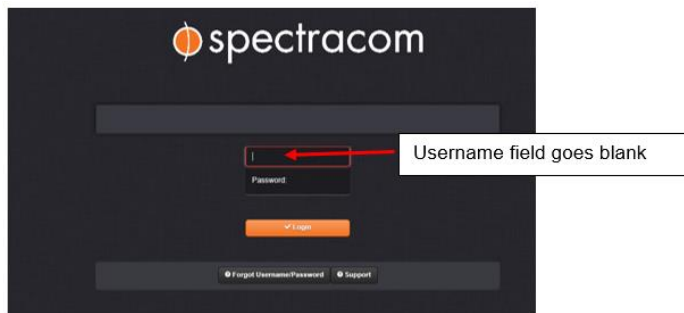 spectracom
Username field goes blank
Password:
Login
Forgot Username/Password Support